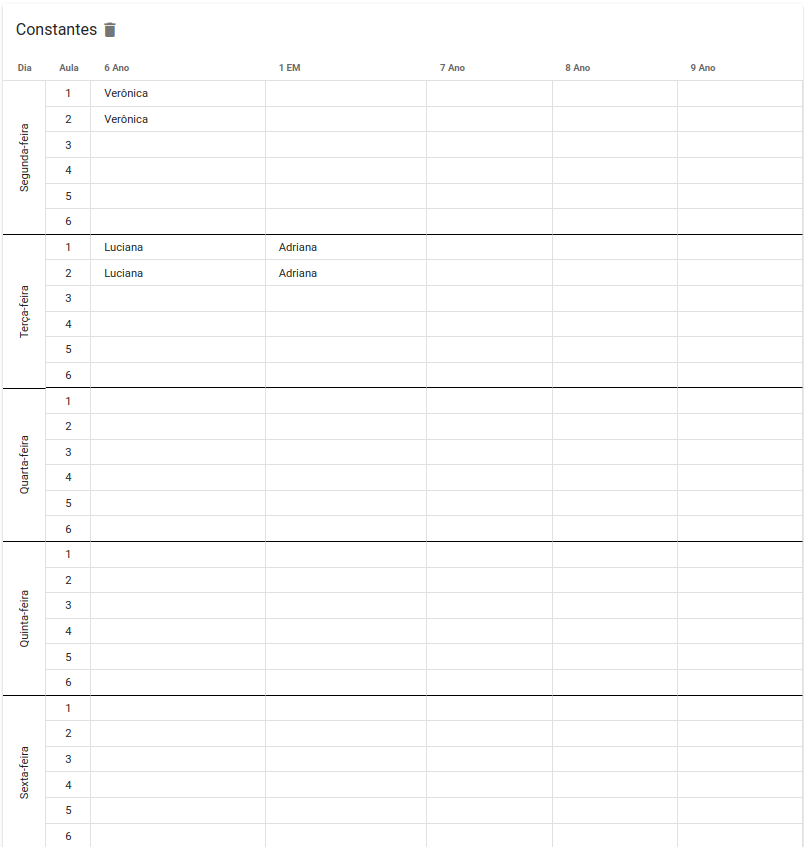 Constantes
Dia Aula 6 Ano 1 EM 7 Ano 8 Ano 9 Ano
Segunda-feira
1 Verônica
2 Verônica
3
4
5
6
Terça-feira
1 Luciana Adriana
2 Luciana Adriana
3
4
5
6
Quarta-feira
1
2
3
4
5
6
Quinta-feira
1
2
3
4
5
6
Sexta-feira
1
2
3
4
5
6